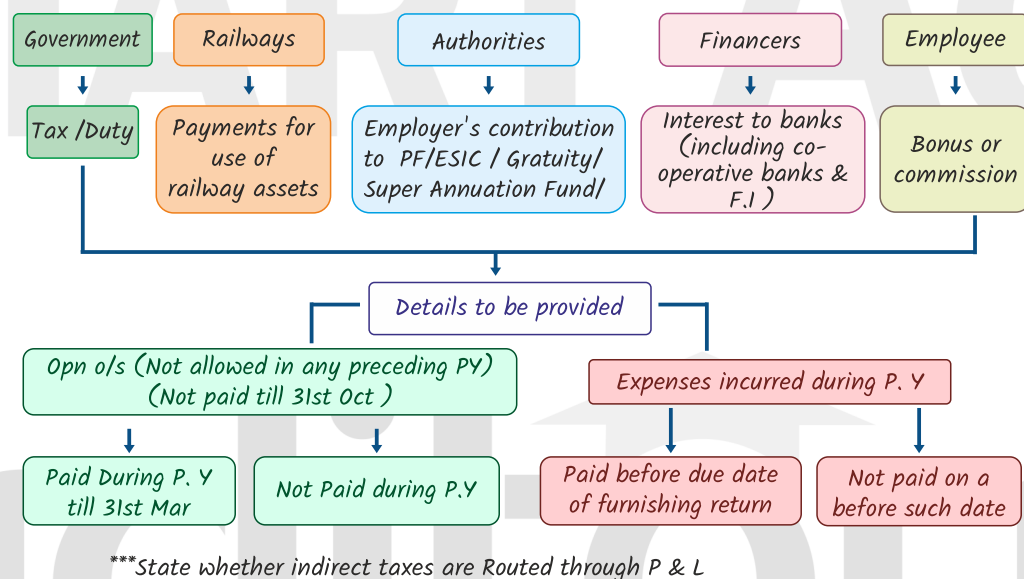 Government
Railways
Authorities
Financers
Employee
Tax /Duty
Payments for
use of
railway assets
Employer's contribution
to PF/ESIC / Gratuity/
Super Annuation Fund/
Interest to banks
(including co-
operative banks &
F.I )
Bonus or
commission
Details to be provided
Opn o/s (Not allowed in any preceding PY)
(Not paid till 31st Oct )
Expenses incurred during P. Y
Paid During P. Y
till 31st Mar
Not Paid during P.Y
Paid before due date
of furnishing return
Not paid on a
before such date
***State whether indirect taxes are Routed through P & L